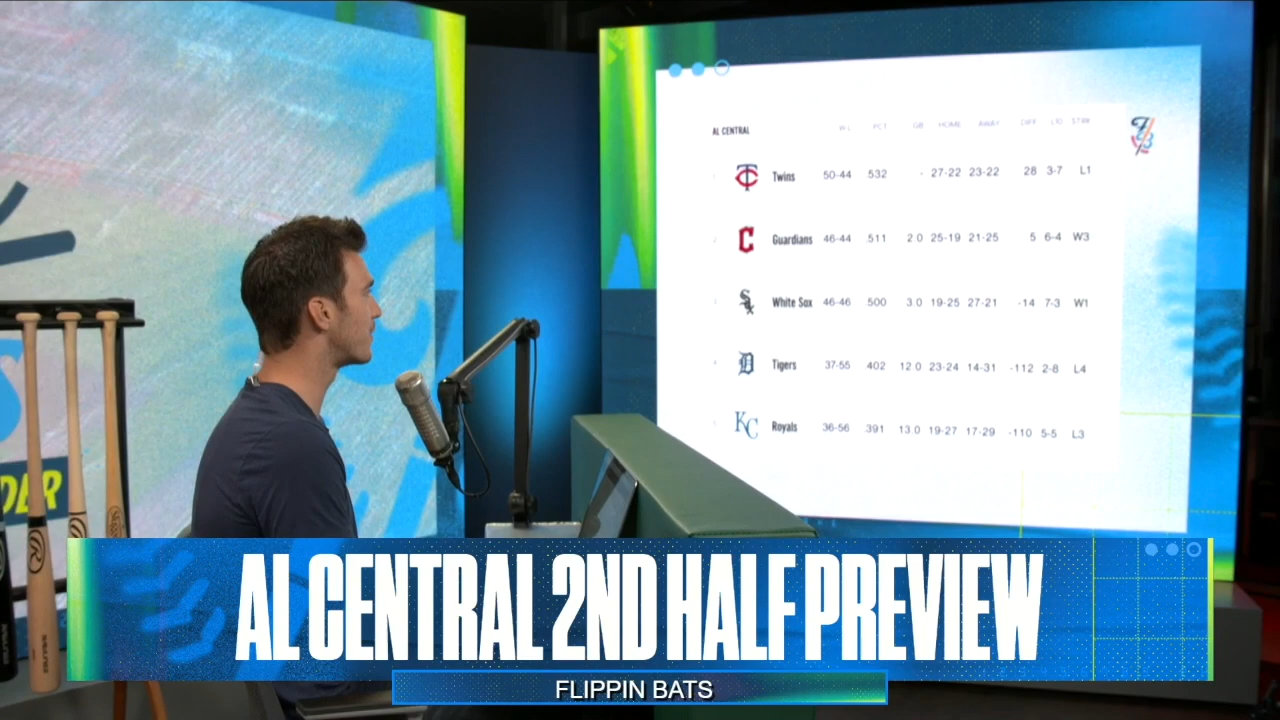 AL CENTRAL W-L PCT GB HOME AWAY DIFF L10 STRK
Twins 50-44 532 - 27-22 23-22 28 3-7 L1
Guardians 46-44 .511 2.0 25-19 21-25 5 6-4 W3
White Sox 46-46 .500 3.0 19-25 27-21 -14 7-3 W1
Tigers 37-55 402 12.0 23-24 14-31 -112 2-8 L4
Royals 36-56 .391 13.0 19-27 17-29 -110 5-5 L3
DER
AL CENTRAL 2ND HALF PREVIEW
FLIPPIN BATS